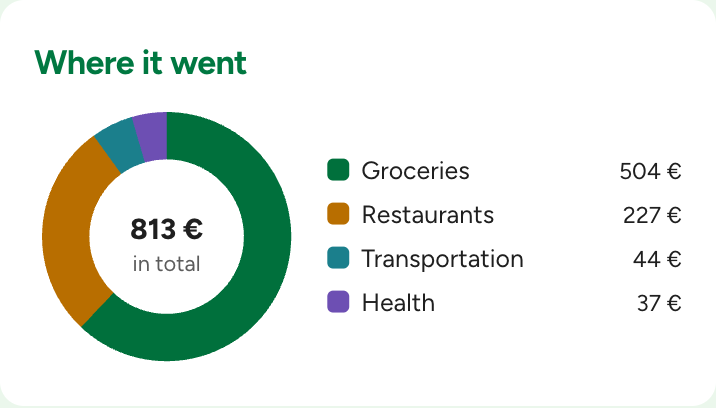 Where it went
813 €
in total
Groceries 504 €
Restaurants 227 €
Transportation 44 €
Health 37 €